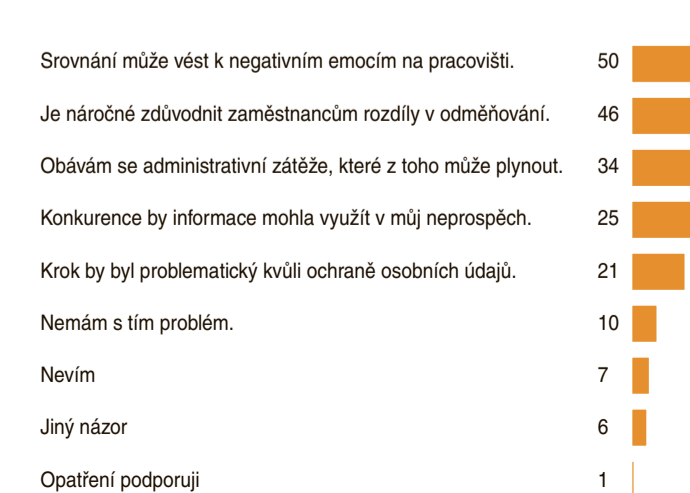 Srovnání může vést k negativním emocím na pracovišti. 50
Je náročné zdůvodnit zaměstnancům rozdíly v odměňování. 46
Obávám se administrativní zátěže, které z toho může plynout. 34
Konkurence by informace mohla využít v můj neprospěch. 25
Krok by byl problematický kvůli ochraně osobních údajů. 21
Nemám s tím problém. 10
Nevím 7
Jiný názor 6
Opatření podporuji 1